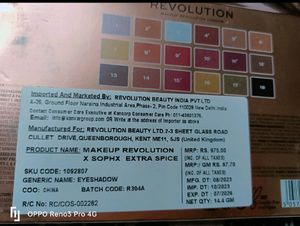 REVOLUTION
Imported And Marketed By: REVOLUTION BEAUTY INDIA PVT LTD
A-26, Ground Floor Naraina Industrial Area, Phase-2, Pin Code 110028 New Delhi India
Contact Consumer Care Executive at Kanzary Consumer Care Ph:
Manufactured For: REVOLUTION BEAUTY LTD. 2-3 SHEET GLASS ROAD
CULLET DRIVE, QUEENBOROUGH, KENT ME11, 5JS UNITED KINGDOM
PRODUCT NAME: MAKEUP REVOLUTION
X SOPHX EXTRA SPICE
MRP: RS. 975.00
(INC. OF ALL TAXES)
MRP / GM RS. 67.70
(INC. OF ALL TAXES)
SKU CODE: 1092807
GENERIC NAME: EYESHADOW
COO: CHINA BATCH CODE: R304A
R/C No: RC/COS-002282
MFG DT: 08/2023
IMP DT: 10/2023
EXP DT: 07/2026
NET QTY: 14.4 GM
OPPO Reno3 Pro 4G